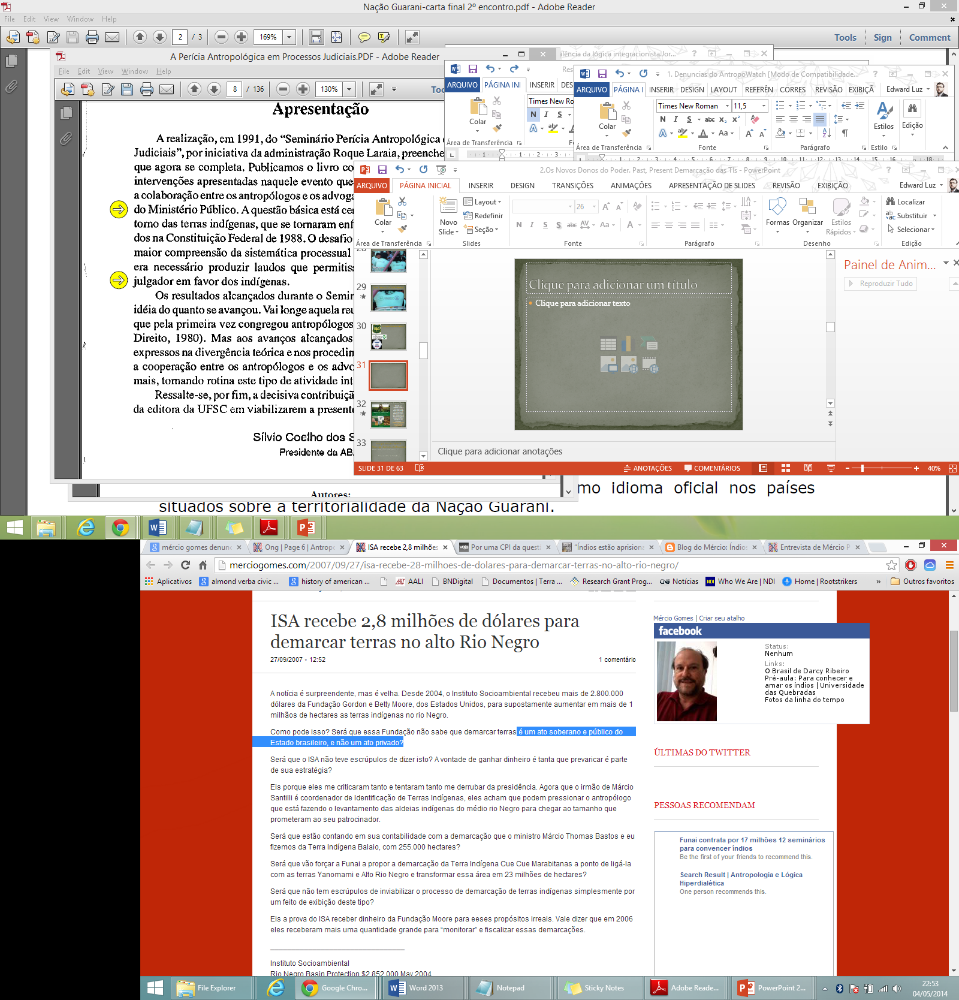 Nação Guarani-carta final 2º encontro.pdf - Adobe Reader
File Edit View Window Help
2 / 3 169% Tools Sign Comment
A Perícia Antropológica em Processos Judiciais.PDF - Adobe Reader
File Edit View Window Help
8 / 136 130%
Apresentação
A realização, em 1991, do “Seminário Perícia Antropológica e
Judiciais”, por iniciativa da administração Roque Laraia, preenche
que agora se completa. Publicamos o livro co
intervenções apresentadas naquele evento que
a colaboração entre os antropólogos e os advoga
do Ministério Público. A questão básica está cer
torno das terras indígenas, que se tornaram enf
dos na Constituição Federal de 1988. O desafio
maior compreensão da sistemática processual
era necessário produzir laudos que permitiss
julgador em favor dos indígenas.
Os resultados alcançados durante o Semin
idéia do quanto se avançou. Vai longe aquela reu
que pela primeira vez congregou antropólogos
Direito, 1980). Mas aos avanços alcançados
expressos na divergência teórica e nos procedin
a cooperação entre os antropólogos e os advo
mais, tornando rotina este tipo de atividade int
Ressalte-se, por fim, a decisiva contribuiçã
da editora da UFSC em viabilizarem a present
Sílvio Coelho dos S
Presidente da AB
Autores:
alência da lógica integracionista.Jor...
Res
ARQUIVO PÁGINA INI INSERIR DES
Times New Ro
Colar
N I S
Área de Transferência
1. Denuncias do AntropoWatch [Modo de Compatibilidade...
ARQUIVO PÁGINA I INSERIR DESIGN LAYOUT REFERÊN CORRES REVISÃO EXIBIÇÃ Edward Luz
Times New Roman 11,5
Colar
N I S abc x₂ x²
Estilos Edição
Área de Transferência Fonte Parágrafo Estilo
2.Os Novos Donos do Poder. Past, Present Demarcação das TIs - PowerPoint
ARQUIVO PÁGINA INICIAL INSERIR DESIGN TRANSIÇÕES ANIMAÇÕES APRESENTAÇÃO DE SLIDES REVISÃO EXIBIÇÃO Edward Luz
Colar Novo Slide Layout Redefinir Seção
26
N I S S abc AV Aa A
Formas Organizar Estilos Rápidos
Localizar
Substituir
Selecionar
Área de Transferência Slides Fonte Parágrafo Desenho Edição
29
30
31
32
33
Clique para adicionar um título
Clique para adicionar texto
Painel de Anim...
Reproduzir Tudo
Clique para adicionar anotações
SLIDE 31 DE 63 ANOTAÇÕES COMENTÁRIOS 40%
mo idioma oficial nos países
situados sobre a territorialidade da Nação Guarani.
mércio gomes denunc
Ong | Page 6 | Antropo
ISA recebe 2,8 milhões
Por uma CPI da questã
"Índios estão aprisiona
Blog do Mércio: Índios
Entrevista de Mércio P
merciogomes.com/2007/09/27/isa-recebe-28-milhoes-de-dolares-para-demarcar-terras-no-alto-rio-negro/
Aplicativos almond verba civic ... history of american ... AALI BNDigital Documentos | Terra ... Research Grant Prog... Notícias Who We Are | NDI Home | Rootstrikers » Outros favoritos
ISA recebe 2,8 milhões de dólares para
demarcar terras no alto Rio Negro
27/09/2007 • 12:52 1 comentário
A notícia é surpreendente, mas é velha. Desde 2004, o Instituto Socioambiental recebeu mais de 2.800.000
dólares da Fundação Gordon e Betty Moore, dos Estados Unidos, para supostamente aumentar em mais de 1
milhãos de hectares as terras indígenas no rio Negro.
Como pode isso? Será que essa Fundação não sabe que demarcar terras é um ato soberano e público do
Estado brasileiro, e não um ato privado?
Será que o ISA não teve escrúpulos de dizer isto? A vontade de ganhar dinheiro é tanta que prevaricar é parte
de sua estratégia?
Eis porque eles me criticaram tanto e tentaram tanto me derrubar da presidência. Agora que o irmão de Márcio
Santilli é coordenador de Identificação de Terras Indígenas, eles acham que podem pressionar o antropólogo
que está fazendo o levantamento das aldeias indígenas do médio rio Negro para chegar ao tamanho que
prometeram ao seu patrocinador.
Será que estão contando em sua contabilidade com a demarcação que o ministro Márcio Thomas Bastos e eu
fizemos da Terra Indígena Balaio, com 255.000 hectares?
Será que vão forçar a Funai a propor a demarcação da Terra Indígena Cue Cue Marabitanas a ponto de ligá-la
com as terras Yanomami e Alto Rio Negro e transformar essa área em 23 milhões de hectares?
Será que não tem escrúpulos de inviabilizar o processo de demarcação de terras indígenas simplesmente por
um feito de exibição deste tipo?
Eis a prova do ISA receber dinheiro da Fundação Moore para eeses propósitos irreais. Vale dizer que em 2006
eles receberam mais uma quantidade grande para “monitorar” e fiscalizar essas demarcações.
Instituto Socioambiental
Rio Negro Basin Protection $2,852,000 May 2004
Mércio Gomes | Criar seu atalho
facebook
Status:
Nenhum
Links:
O Brasil de Darcy Ribeiro
Pré-aula: Para conhecer e
amar os índios | Universidade
das Quebradas
Fotos da linha do tempo
ÚLTIMAS DO TWITTER
PESSOAS RECOMENDAM
Funai contrata por 17 milhões 12 seminários
para convencer índios
Be the first of your friends to recommend this.
Search Result | Antropologia e Lógica
Hiperdialética
One person recommends this.
File Explorer Google Chro... Word 2013 Notepad Sticky Notes Adobe Reade... PowerPoint 2...
22:53
04/05/2014